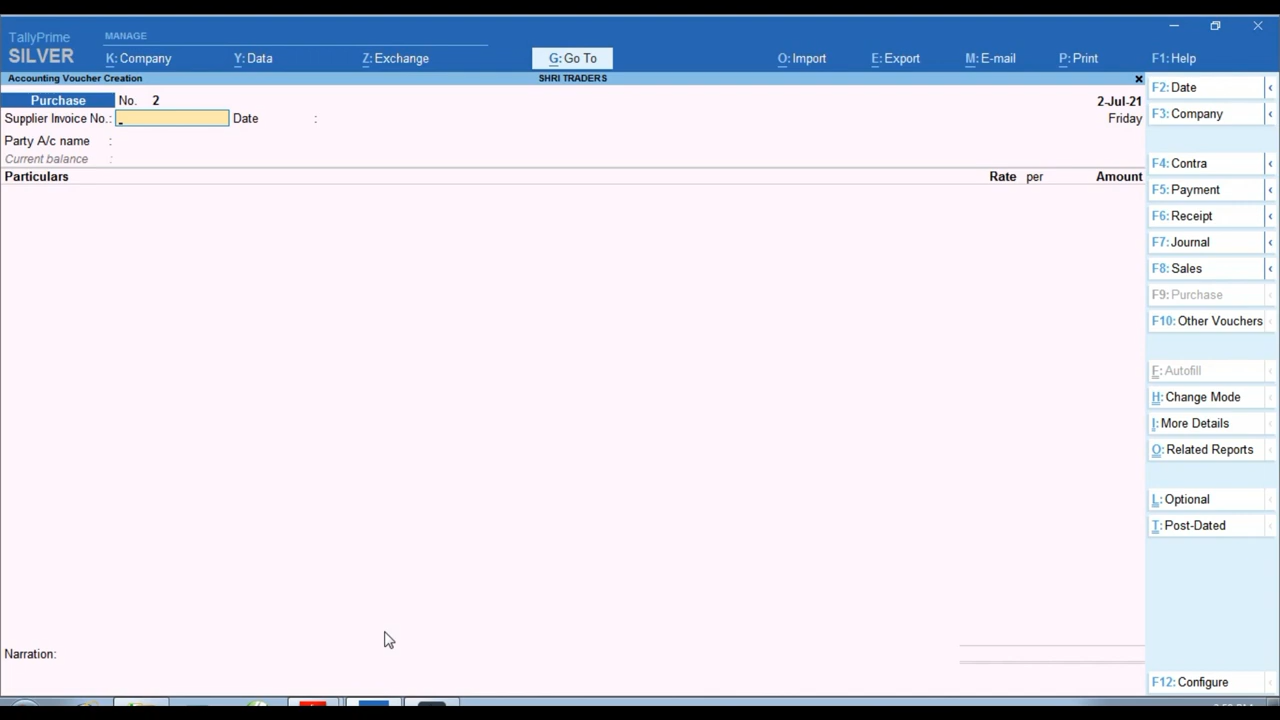 TallyPrime
SILVER
MANAGE
K: Company
Y: Data
Z: Exchange
G: Go To
O: Import
E: Export
M: E-mail
P: Print
F1: Help
Accounting Voucher Creation
SHRI TRADERS
Purchase No. 2
2-Jul-21
Supplier Invoice No.: Date :
Friday
Party A/c name :
Current balance :
Particulars Rate per Amount
Narration:
F2: Date
F3: Company
F4: Contra
F5: Payment
F6: Receipt
F7: Journal
F8: Sales
F9: Purchase
F10: Other Vouchers
F: Autofill
H: Change Mode
I: More Details
O: Related Reports
L: Optional
T: Post-Dated
F12: Configure